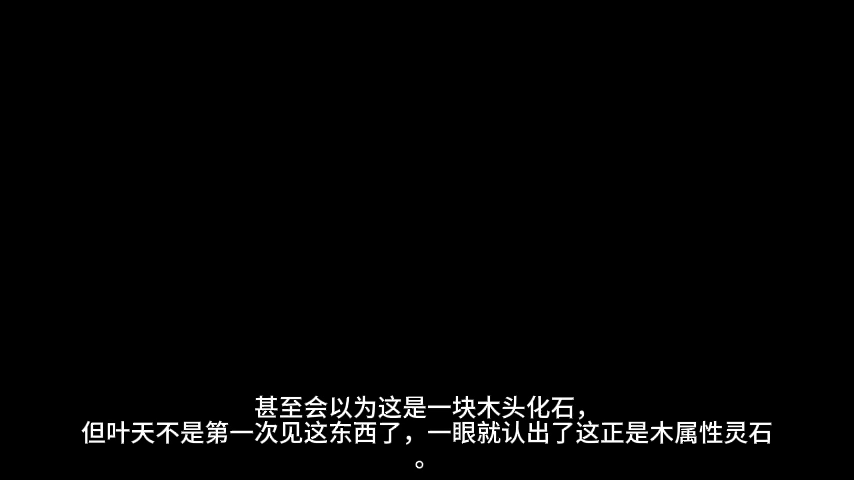 甚至会以为这是一块木头化石，
但叶天不是第一次见这东西了，一眼就认出了这正是木属性灵石
。